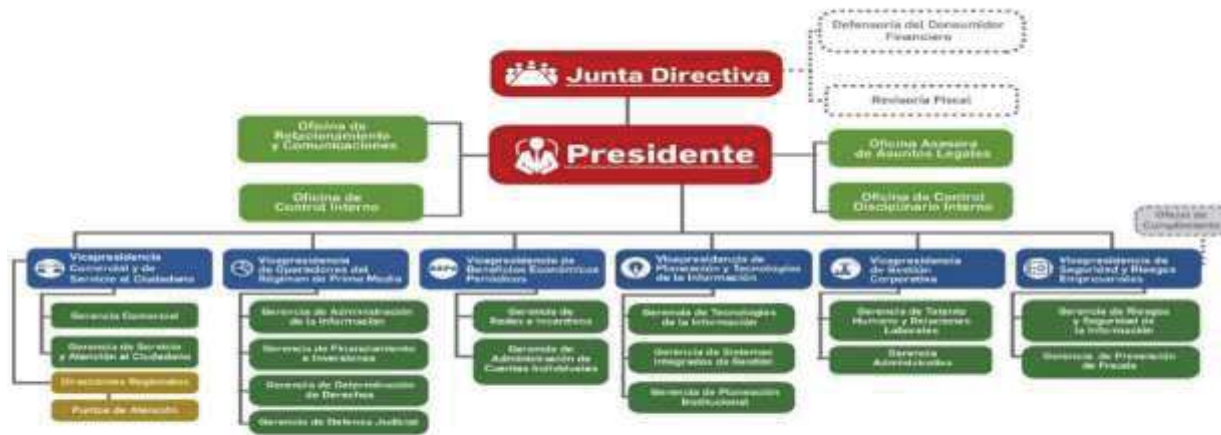 Defensoría del Consumidor
Financiero
Junta Directiva
Revisoría Fiscal
Oficina de
Relacionamiento
y Comunicaciones
Presidente
Oficina Asesora
de Asuntos Legales
Oficina de
Control Interno
Oficina de Control
Disciplinario Interno
Oficial de
Cumplimiento
Vicepresidencia
Comercial y de
Servicio al Ciudadano
Vicepresidencia
de Operadores del
Régimen de Prima Media
BEPS
Vicepresidencia de
Beneficios Económicos
Periódicos
Vicepresidencia de
Planeación y Tecnologías
de la Información
Vicepresidencia
de Gestión
Corporativa
Vicepresidencia de
Seguridad y Riesgos
Empresariales
Gerencia Comercial
Gerencia de Servicio
y Atención al Ciudadano
Direcciones Regionales
Puntos de Atención
Gerencia de Administración
de la Información
Gerencia de Financiamiento
e Inversiones
Gerencia de Determinación
de Derechos
Gerencia de Defensa Judicial
Gerencia de
Redes e Incentivos
Gerencia de
Administración de
Cuentas Individuales
Gerencia de Tecnologías
de la Información
Gerencia de Sistemas
Integrados de Gestión
Gerencia de Planeación
Institucional
Gerencia de Talento
Humano y Relaciones
Laborales
Gerencia
Administrativa
Gerencia de Riesgos
y Seguridad de
la Información
Gerencia de Prevención
de Fraude